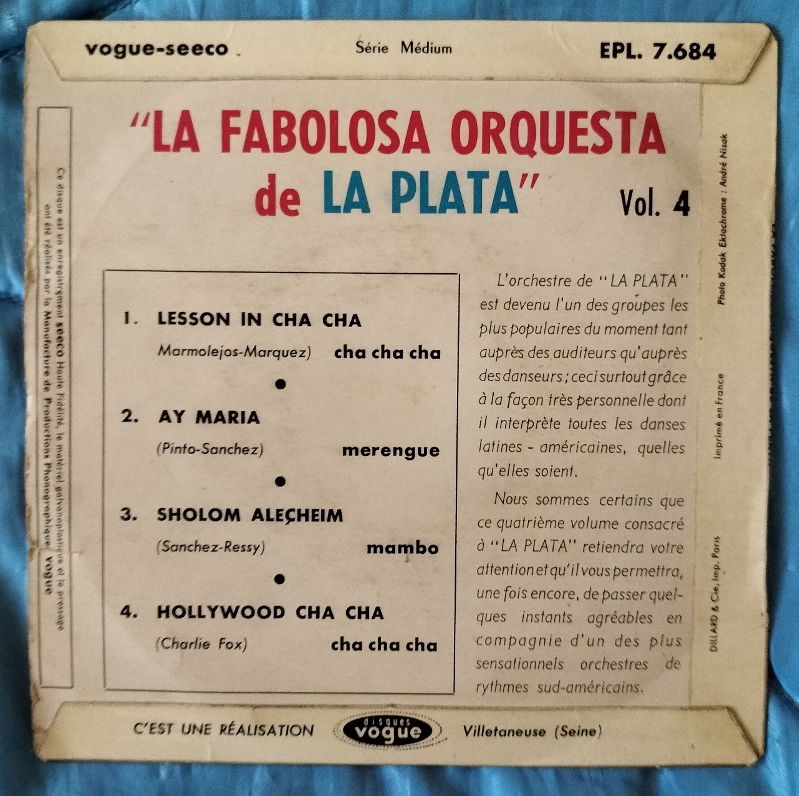 vogue-seeco
Série Médium
EPL. 7.684
"LA FABOLOSA ORQUESTA
de LA PLATA"
Vol. 4
1. LESSON IN CHA CHA
Marmolejos-Marquez) cha cha cha
2. AY MARIA
(Pinto-Sanchez) merengue
3. SHOLOM ALEÇHEIM
(Sanchez-Ressy) mambo
4. HOLLYWOOD CHA CHA
(Charlie Fox) cha cha cha
L'orchestre de "LA PLATA"
est devenu l'un des groupes les
plus populaires du moment tant
auprès des auditeurs qu'auprès
des danseurs ; ceci surtout grâce
à la façon très personnelle dont
il interprète toutes les danses
latines - américaines, quelles
qu'elles soient.
Nous sommes certains que
ce quatrième volume consacré
à "LA PLATA" retiendra votre
attention et qu'il vous permettra,
une fois encore, de passer quel-
ques instants agréables en
compagnie d'un des plus
sensationnels orchestres de
rythmes sud-américains.
Ce disque est un enregistrement seeco Haute Fidélité, le matériel galvanoplastique et le pressage
ont été réalisés par la Manufacture de Productions Phonographiques vogue
Photo Kodak Ektachrome : André Nisak
Imprimé en France
DILLARD & Cie, Imp. Paris
C'EST UNE RÉALISATION
disques
vogue
Villetaneuse (Seine)